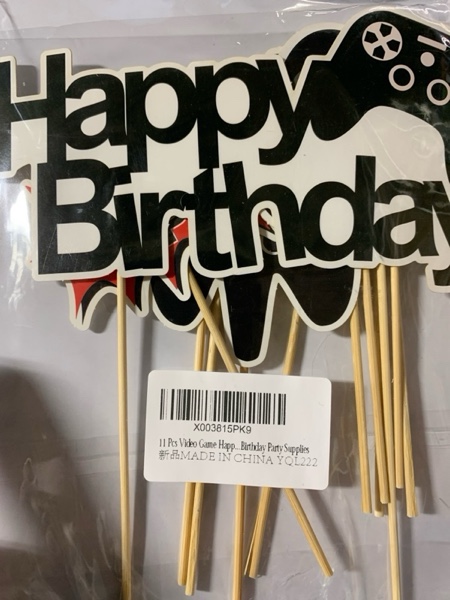 Happy
Birthday
X003815PK9
11 Pcs Video Game Happ...Birthday Party Supplies
新品MADE IN CHINA YQL222